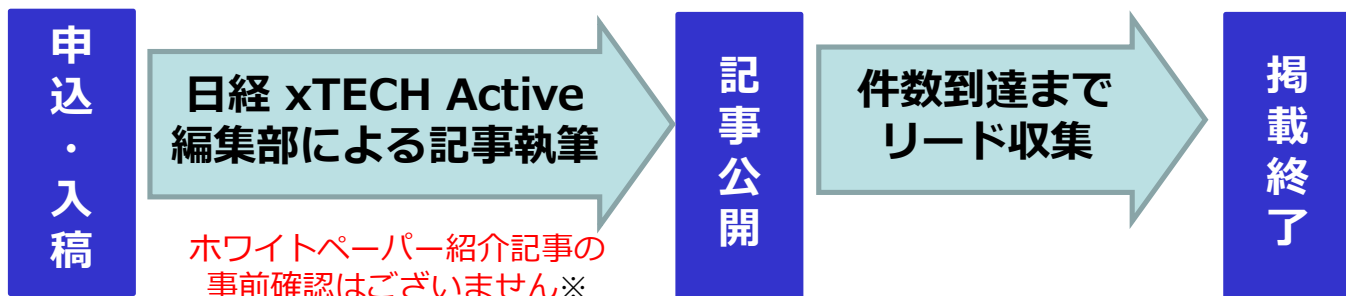 申込・入稿
日経 xTECH Active
編集部による記事執筆
ホワイトペーパー紹介記事の
事前確認はございません※
記事公開
件数到達まで
リード収集
掲載終了